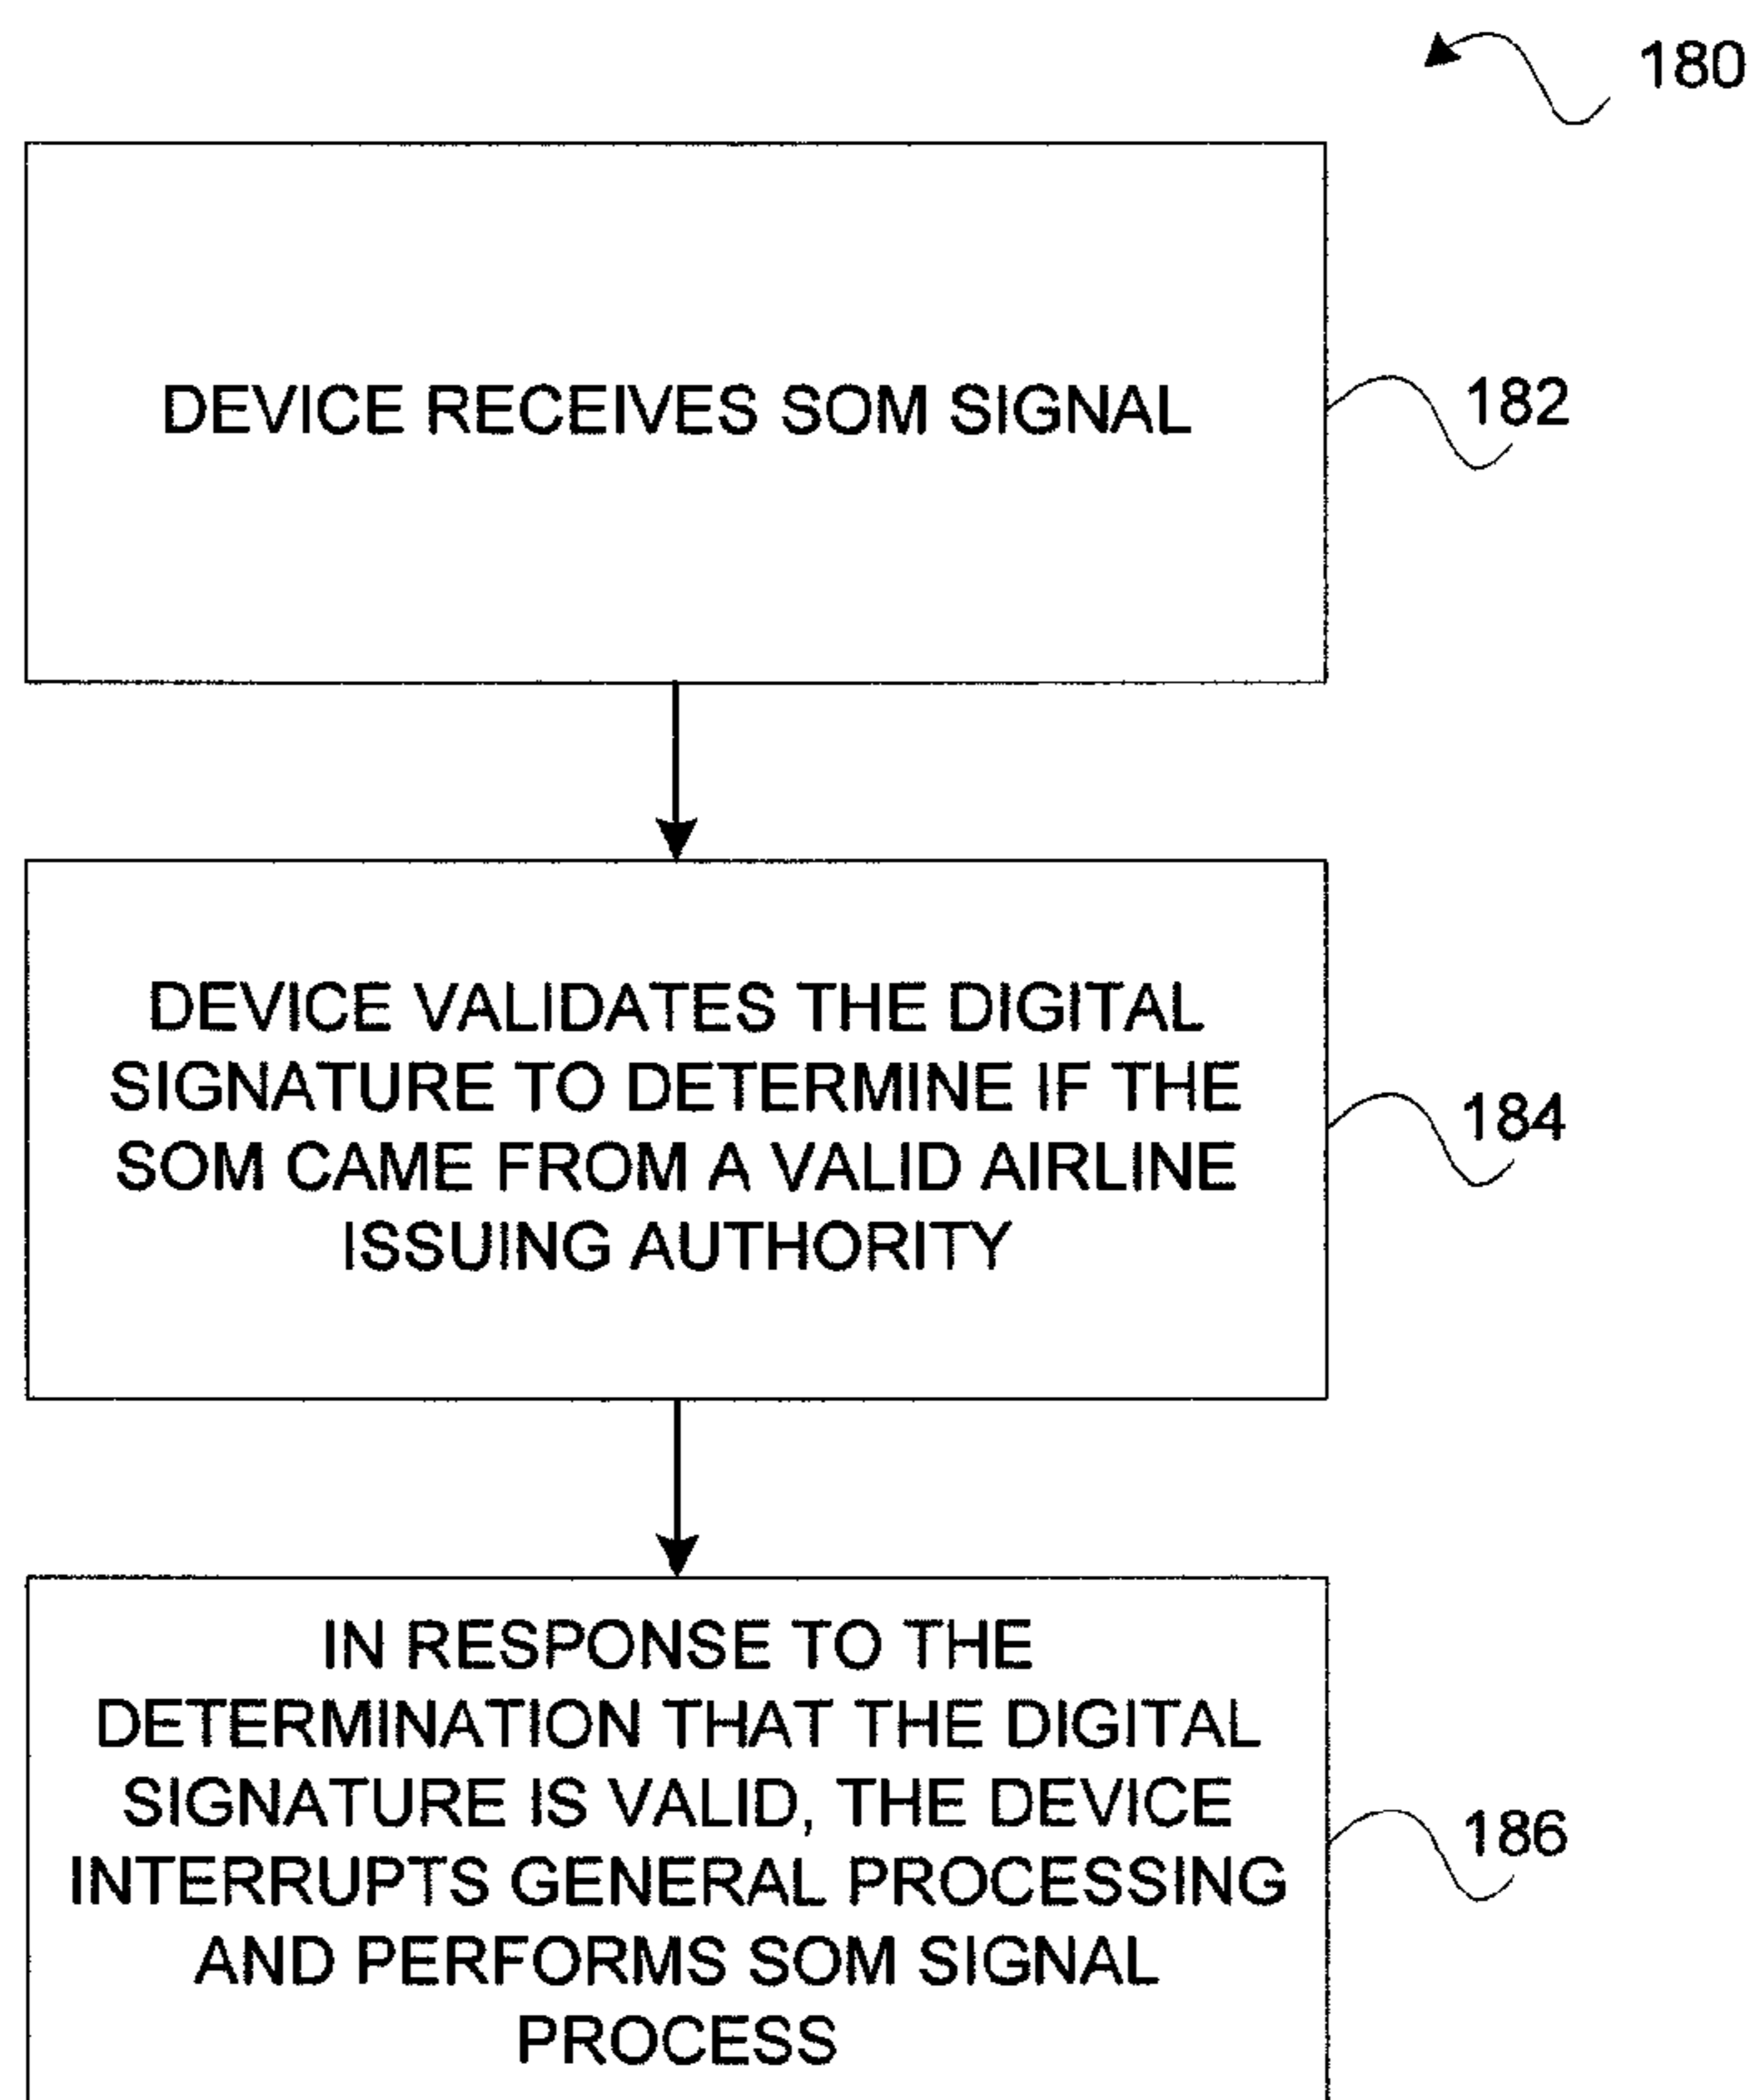 180
DEVICE RECEIVES SOM SIGNAL
182
DEVICE VALIDATES THE DIGITAL
SIGNATURE TO DETERMINE IF THE
SOM CAME FROM A VALID AIRLINE
ISSUING AUTHORITY
184
IN RESPONSE TO THE
DETERMINATION THAT THE DIGITAL
SIGNATURE IS VALID, THE DEVICE
INTERRUPTS GENERAL PROCESSING
AND PERFORMS SOM SIGNAL
PROCESS
186